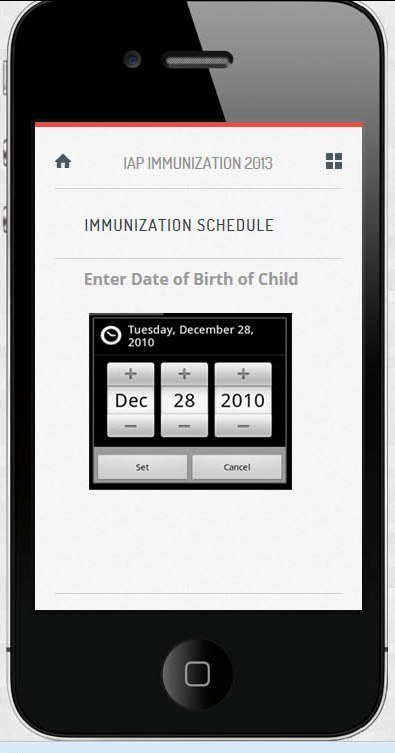 IAP IMMUNIZATION 2013
IMMUNIZATION SCHEDULE
Enter Date of Birth of Child
Tuesday, December 28,
2010
+ + +
Dec 28 2010
− − −
Set Cancel